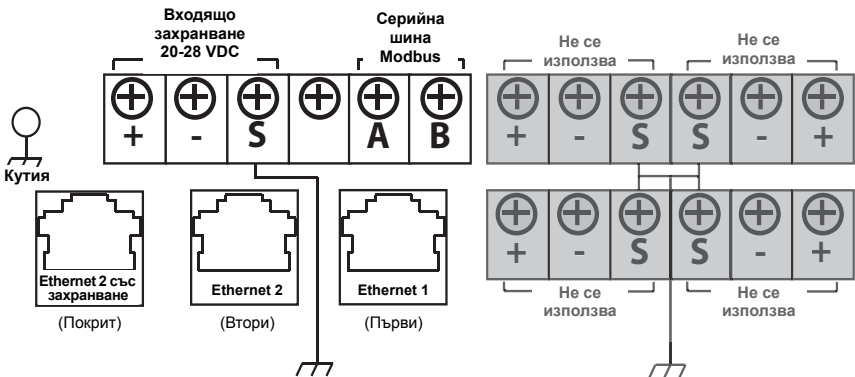 Входящо
захранване
20-28 VDC
Серийна
шина
Modbus
Не се
използва
Не се
използва
+ - S A B
+ - S S - +
Кутия
+ - S S - +
Ethernet 2 със
захранване
Ethernet 2
Ethernet 1
(Покрит)
(Втори)
(Първи)
Не се
използва
Не се
използва